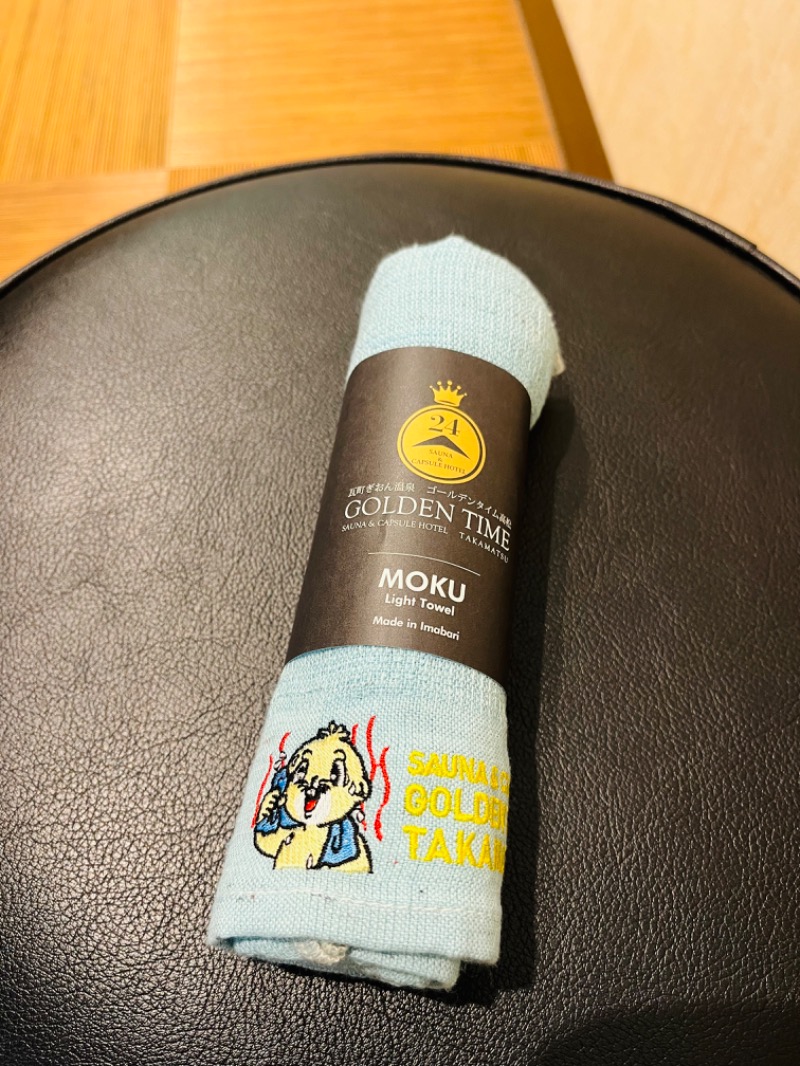 24
SAUNA
&
CAPSULE HOTEL
瓦町ぎおん温泉 ゴールデンタイム高松
GOLDEN TIME
SAUNA & CAPSULE HOTEL TAKAMATSU
MOKU
Light Towel
Made in Imabari
SAUNA &
GOLDEN
TAKA